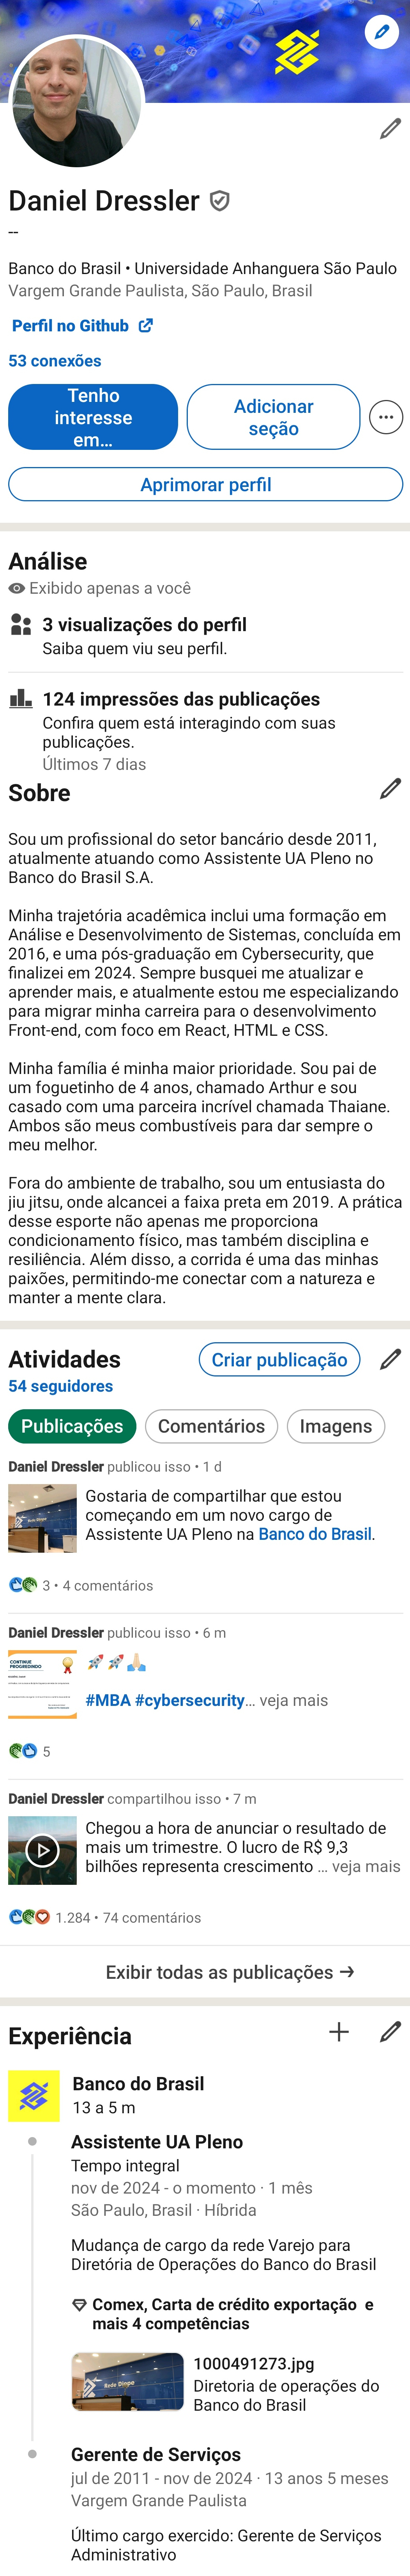 Daniel Dressler
--
Banco do Brasil • Universidade Anhanguera São Paulo
Vargem Grande Paulista, São Paulo, Brasil
Perfil no Github
53 conexões
Tenho
interesse
em...
Adicionar
seção
Aprimorar perfil
Análise
Exibido apenas a você
3 visualizações do perfil
Saiba quem viu seu perfil.
124 impressões das publicações
Confira quem está interagindo com suas
publicações.
Últimos 7 dias
Sobre
Sou um profissional do setor bancário desde 2011,
atualmente atuando como Assistente UA Pleno no
Banco do Brasil S.A.
Minha trajetória acadêmica inclui uma formação em
Análise e Desenvolvimento de Sistemas, concluída em
2016, e uma pós-graduação em Cybersecurity, que
finalizei em 2024. Sempre busquei me atualizar e
aprender mais, e atualmente estou me especializando
para migrar minha carreira para o desenvolvimento
Front-end, com foco em React, HTML e CSS.
Minha família é minha maior prioridade. Sou pai de
um foguetinho de 4 anos, chamado Arthur e sou
casado com uma parceira incrível chamada Thaiane.
Ambos são meus combustíveis para dar sempre o
meu melhor.
Fora do ambiente de trabalho, sou um entusiasta do
jiu jitsu, onde alcancei a faixa preta em 2019. A prática
desse esporte não apenas me proporciona
condicionamento físico, mas também disciplina e
resiliência. Além disso, a corrida é uma das minhas
paixões, permitindo-me conectar com a natureza e
manter a mente clara.
Atividades
Criar publicação
54 seguidores
Publicações
Comentários
Imagens
Daniel Dressler publicou isso • 1 d
Gostaria de compartilhar que estou
começando em um novo cargo de
Assistente UA Pleno na Banco do Brasil.
3 • 4 comentários
Daniel Dressler publicou isso • 6 m
CONTINUE
PROGREDINDO
🚀 🚀 🙏🏼
#MBA #cybersecurity... veja mais
5
Daniel Dressler compartilhou isso • 7 m
Chegou a hora de anunciar o resultado de
mais um trimestre. O lucro de R$ 9,3
bilhões representa crescimento ... veja mais
1.284 • 74 comentários
Exibir todas as publicações →
Experiência
Banco do Brasil
13 a 5 m
Assistente UA Pleno
Tempo integral
nov de 2024 - o momento · 1 mês
São Paulo, Brasil · Híbrida
Mudança de cargo da rede Varejo para
Diretória de Operações do Banco do Brasil
Comex, Carta de crédito exportação e
mais 4 competências
Sede Diope
1000491273.jpg
Diretoria de operações do
Banco do Brasil
Gerente de Serviços
jul de 2011 - nov de 2024 · 13 anos 5 meses
Vargem Grande Paulista
Último cargo exercido: Gerente de Serviços
Administrativo